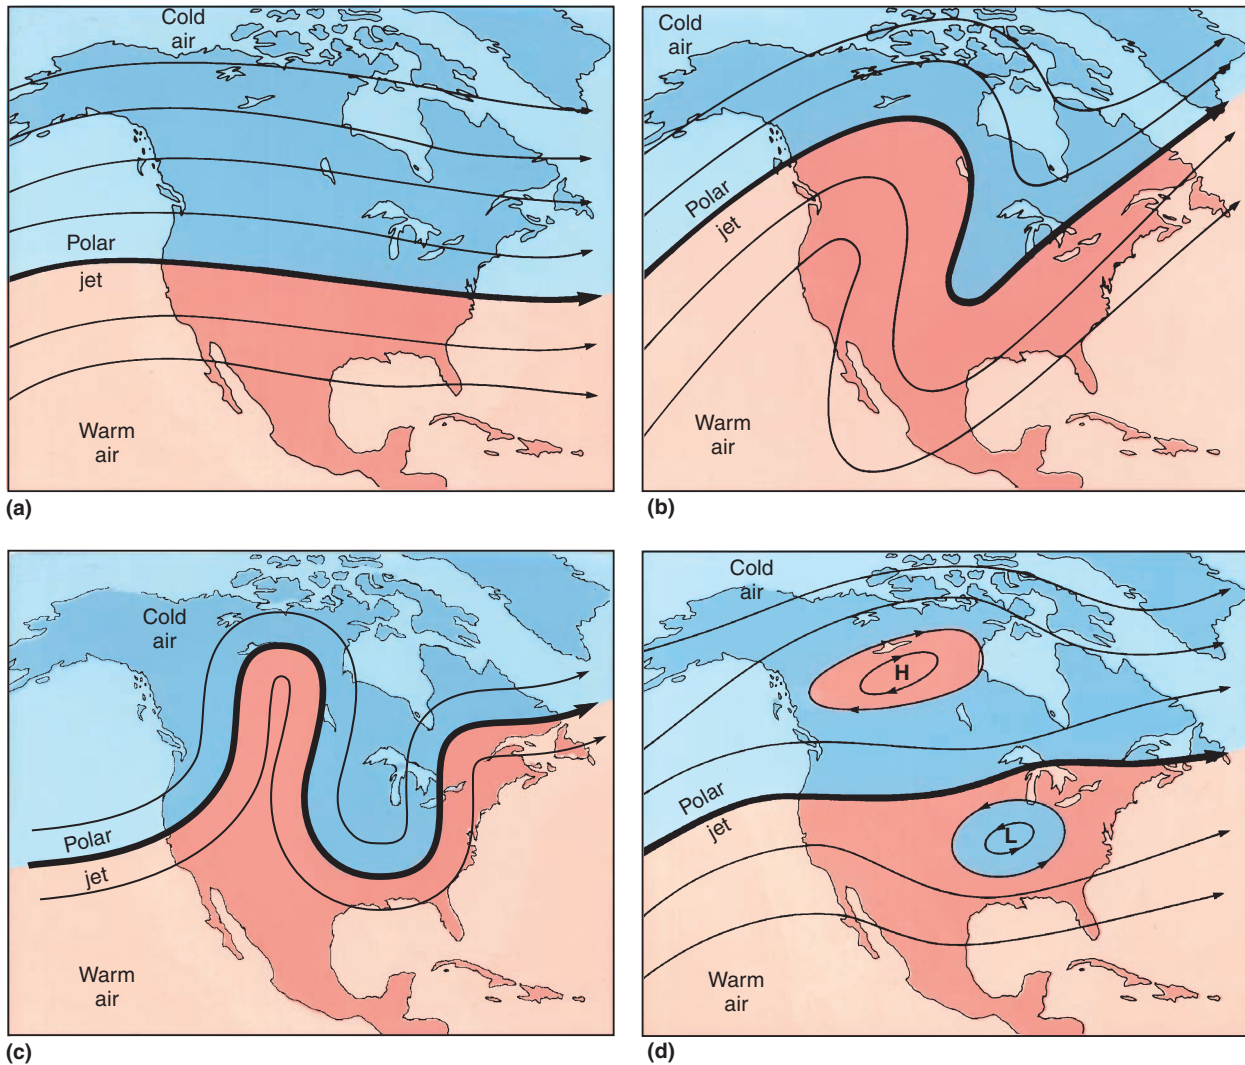 Cold
air
Polar
jet
Warm
air
(a)
Cold
air
Polar
jet
Warm
air
(b)
Cold
air
Polar
jet
Warm
air
(c)
Cold
air
H
Polar
jet
L
Warm
air
(d)